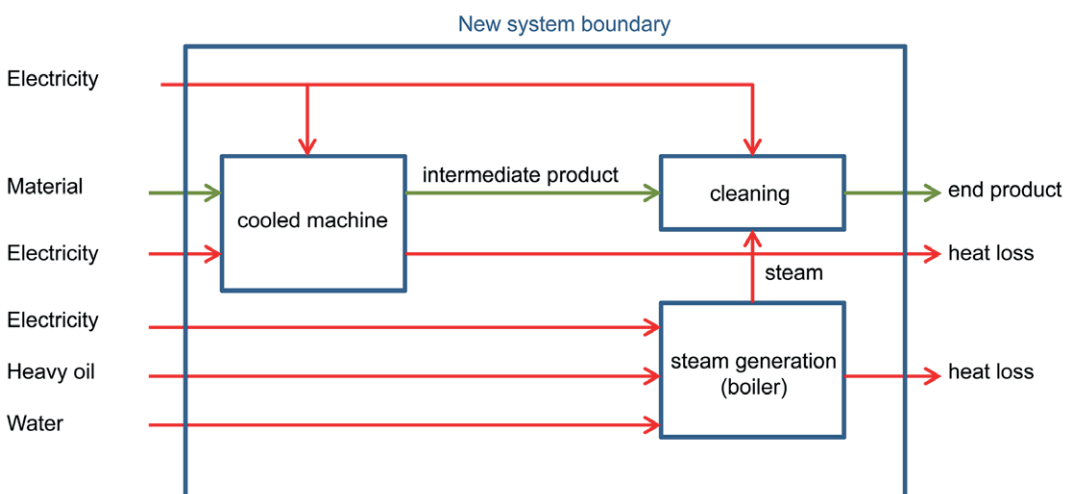 New system boundary
Electricity
Material
intermediate product
cleaning
end product
cooled machine
Electricity
heat loss
steam
Electricity
steam generation
(boiler)
Heavy oil
heat loss
Water